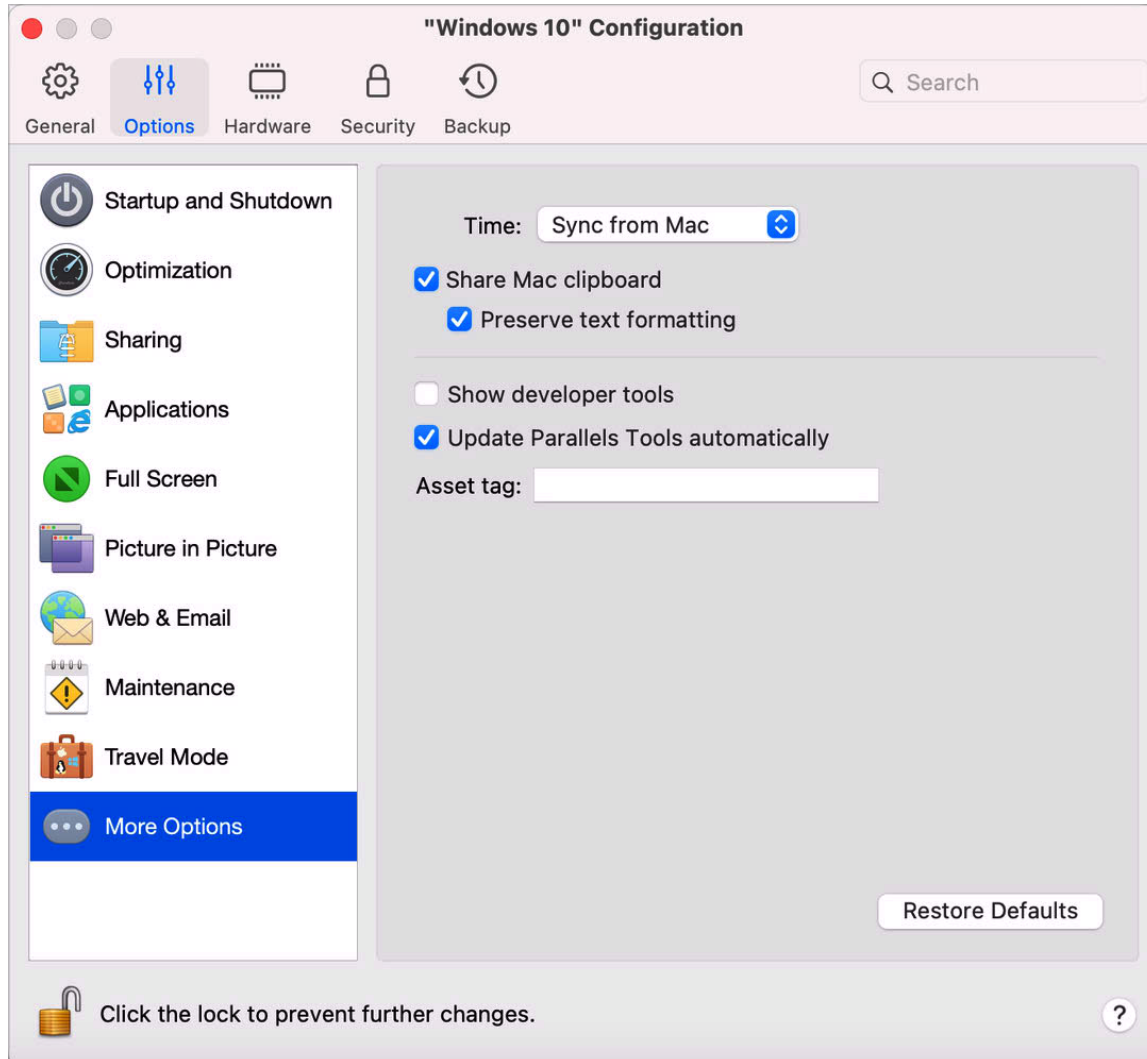 "Windows 10" Configuration
General
Options
Hardware
Security
Backup
Search
Startup and Shutdown
Optimization
Sharing
Applications
Full Screen
Picture in Picture
Web & Email
Maintenance
Travel Mode
More Options
Time: Sync from Mac
Share Mac clipboard
Preserve text formatting
Show developer tools
Update Parallels Tools automatically
Asset tag:
Restore Defaults
Click the lock to prevent further changes.
?